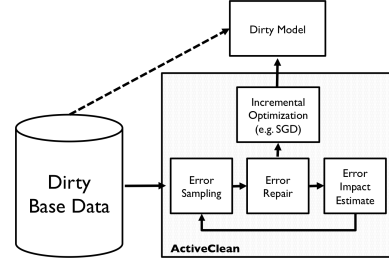 Dirty Model
Incremental
Optimization
(e.g. SGD)
Dirty
Base Data
Error
Sampling
Error
Repair
Error
Impact
Estimate
ActiveClean